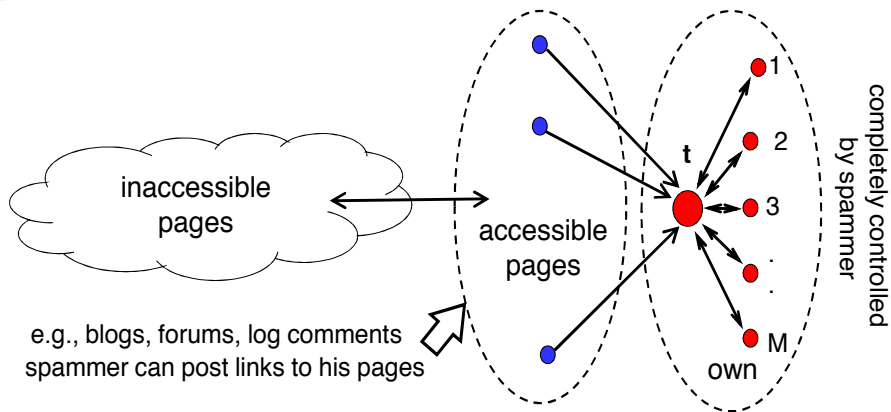 inaccessible
pages
accessible
pages
e.g., blogs, forums, log comments
spammer can post links to his pages
t
1
2
3
.
.
M
own
completely controlled
by spammer